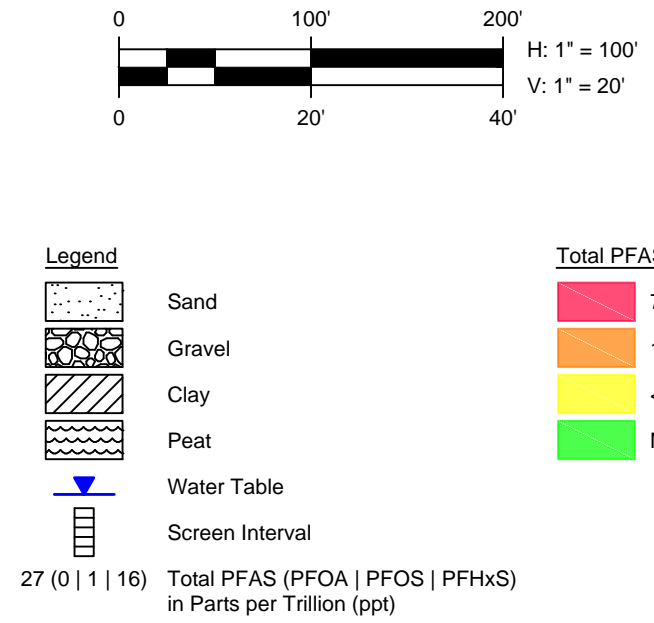 0 100' 200'
H: 1" = 100'
V: 1" = 20'
0 20' 40'
Legend
Sand
Gravel
Clay
Peat
Water Table
Screen Interval
27 (0 | 1 | 16) Total PFAS (PFOA | PFOS | PFHxS)
in Parts per Trillion (ppt)
Total